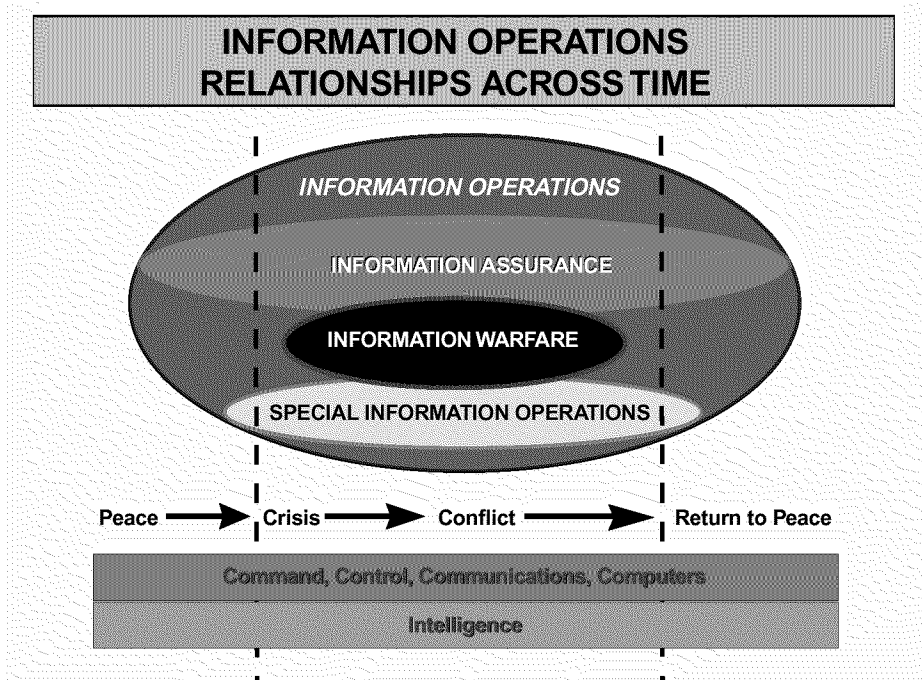 INFORMATION OPERATIONS
RELATIONSHIPS ACROSS TIME
INFORMATION OPERATIONS
INFORMATION ASSURANCE
INFORMATION WARFARE
SPECIAL INFORMATION OPERATIONS
Peace Crisis Conflict Return to Peace
Command, Control, Communications, Computers
Intelligence